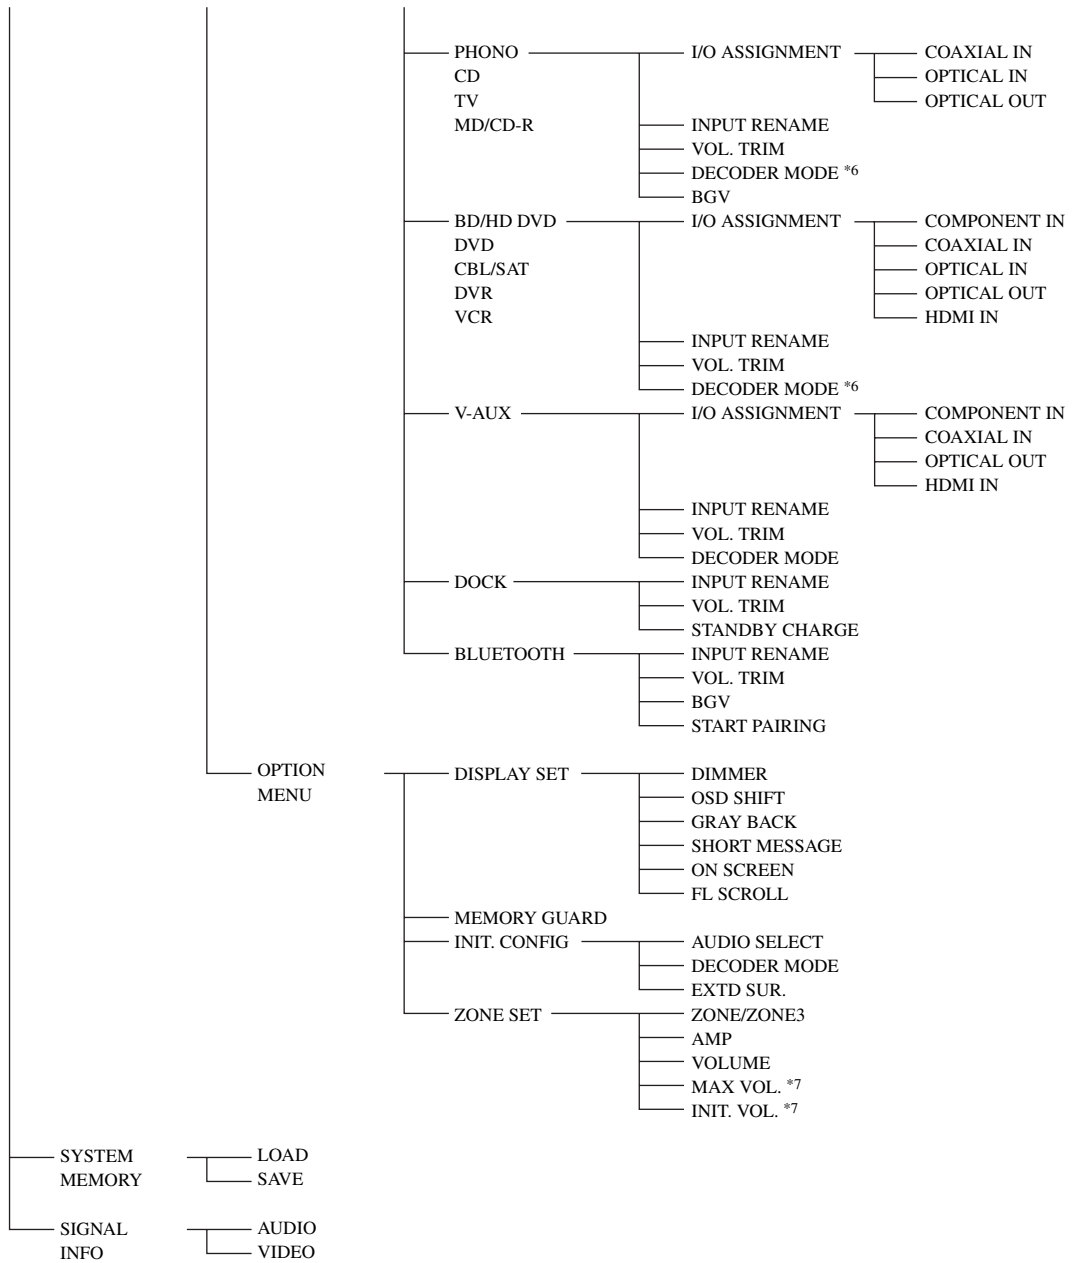 PHONO I/O ASSIGNMENT COAXIAL IN
CD OPTICAL IN
TV OPTICAL OUT
MD/CD-R INPUT RENAME
VOL. TRIM
DECODER MODE *6
BGV
BD/HD DVD I/O ASSIGNMENT COMPONENT IN
DVD COAXIAL IN
CBL/SAT OPTICAL IN
DVR OPTICAL OUT
VCR HDMI IN
INPUT RENAME
VOL. TRIM
DECODER MODE *6
V-AUX I/O ASSIGNMENT COMPONENT IN
COAXIAL IN
OPTICAL OUT
HDMI IN
INPUT RENAME
VOL. TRIM
DECODER MODE
DOCK INPUT RENAME
VOL. TRIM
STANDBY CHARGE
BLUETOOTH INPUT RENAME
VOL. TRIM
BGV
START PAIRING
OPTION DISPLAY SET DIMMER
MENU OSD SHIFT
GRAY BACK
SHORT MESSAGE
ON SCREEN
FL SCROLL
MEMORY GUARD
INIT. CONFIG AUDIO SELECT
DECODER MODE
EXTD SUR.
ZONE SET ZONE/ZONE3
AMP
VOLUME
MAX VOL. *7
INIT. VOL. *7
SYSTEM LOAD
MEMORY SAVE
SIGNAL AUDIO
INFO VIDEO